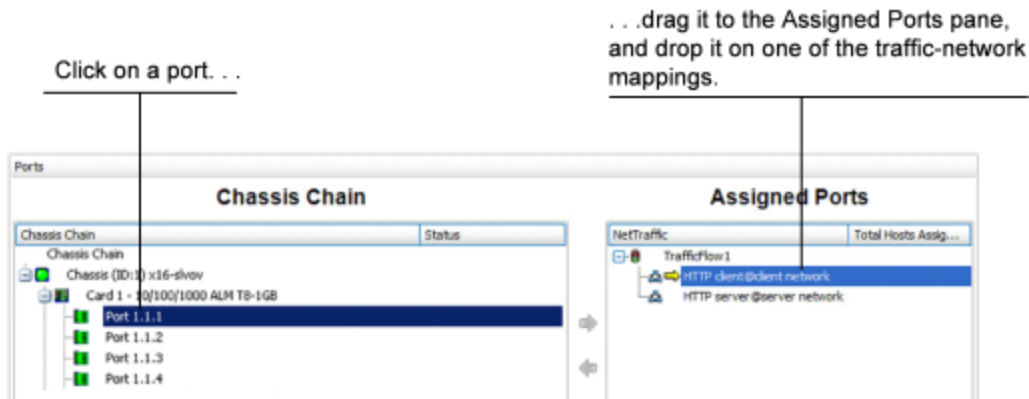 . . .drag it to the Assigned Ports pane,
and drop it on one of the traffic-network
mappings.
Click on a port. . .
Ports
Chassis Chain
Assigned Ports
Chassis Chain
Status
NetTraffic
Total Hosts Assig...
Chassis Chain
TrafficFlow1
Chassis (ID:1) x16-slvov
HTTP client@client network
Card 1 - 10/100/1000 ALM T8-1GB
HTTP server@server network
Port 1.1.1
Port 1.1.2
Port 1.1.3
Port 1.1.4